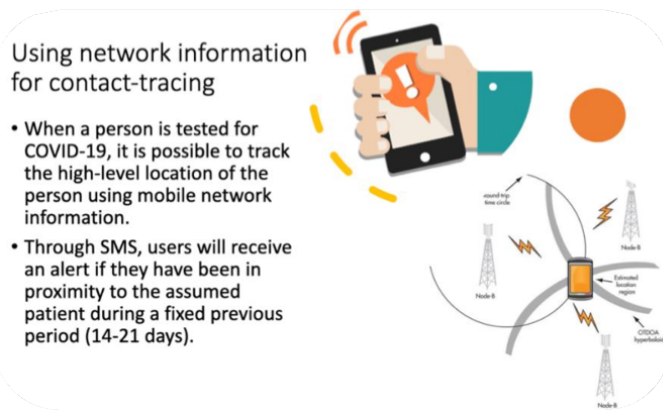 Using network information
for contact-tracing
• When a person is tested for
COVID-19, it is possible to track
the high-level location of the
person using mobile network
information.
• Through SMS, users will receive
an alert if they have been in
proximity to the assumed
patient during a fixed previous
period (14-21 days).
time circle
Node-B
Node-B
Estimated
location
region
OTDOA
Node-B